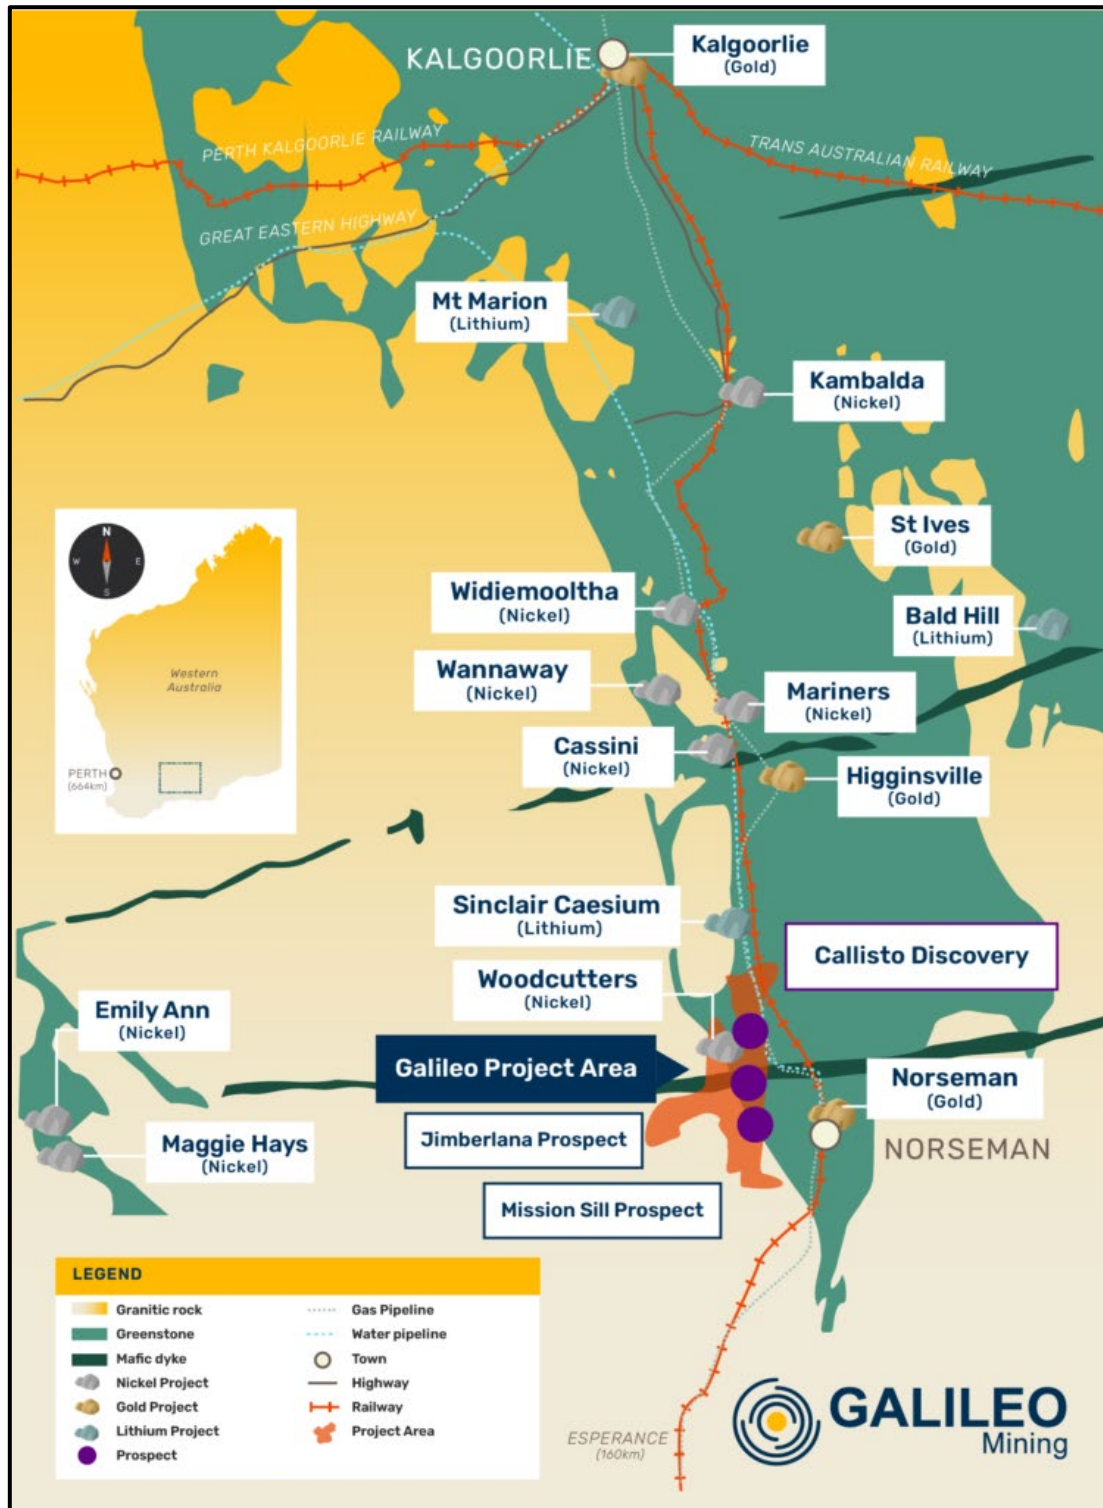 KALGOORLIE
Kalgoorlie
(Gold)
PERTH KALGOORLIE RAILWAY
TRANS AUSTRALIAN RAILWAY
GREAT EASTERN HIGHWAY
Mt Marion
(Lithium)
Kambalda
(Nickel)
St Ives
(Gold)
N
W
E
S
Western
Australia
PERTH
(664km)
Widiemooltha
(Nickel)
Bald Hill
(Lithium)
Wannaway
(Nickel)
Mariners
(Nickel)
Cassini
(Nickel)
Higginsville
(Gold)
Sinclair Caesium
(Lithium)
Callisto Discovery
Woodcutters
(Nickel)
Emily Ann
(Nickel)
Galileo Project Area
Norseman
(Gold)
Jimberlana Prospect
Maggie Hays
(Nickel)
NORSEMAN
Mission Sill Prospect
LEGEND
Granitic rock
Greenstone
Mafic dyke
Nickel Project
Gold Project
Lithium Project
Prospect
Gas Pipeline
Water pipeline
Town
Highway
Railway
Project Area
ESPERANCE
(160km)
GALILEO
Mining